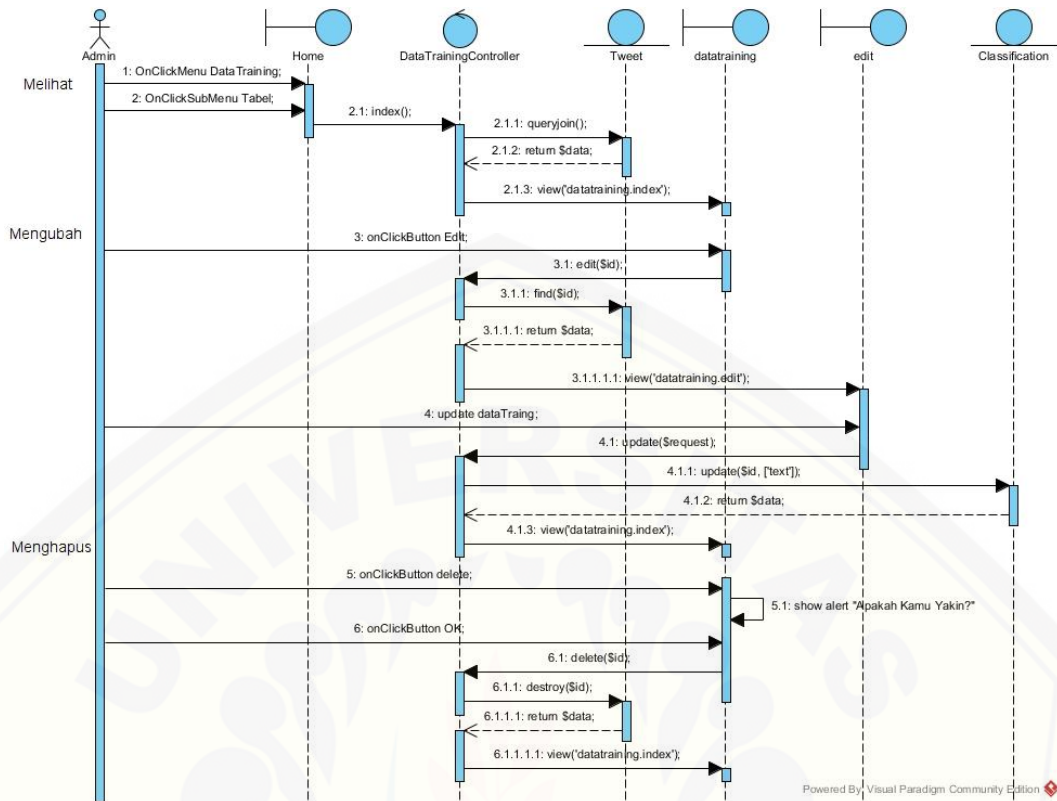 Admin
Home
DataTrainingController
Tweet
datatraining
edit
Classification
Melihat
1: OnClickMenu DataTraining;
2: OnClickSubMenu Tabel;
2.1: index();
2.1.1: queryjoin();
2.1.2: return $data;
2.1.3: view('datatraining.index');
Mengubah
3: onClickButton Edit;
3.1: edit($id);
3.1.1: find($id);
3.1.1.1: return $data;
3.1.1.1.1: view('datatraining.edit');
4: update dataTraing;
4.1: update($request);
4.1.1: update($id, ['text']);
4.1.2: return $data;
4.1.3: view('datatraining.index');
Menghapus
5: onClickButton delete;
5.1: show alert "Apakah Kamu Yakin?"
6: onClickButton OK;
6.1: delete($id);
6.1.1: destroy($id);
6.1.1.1: return $data;
6.1.1.1.1: view('datatraining.index');
UNIVERSITAS
Powered By Visual Paradigm Community Edition